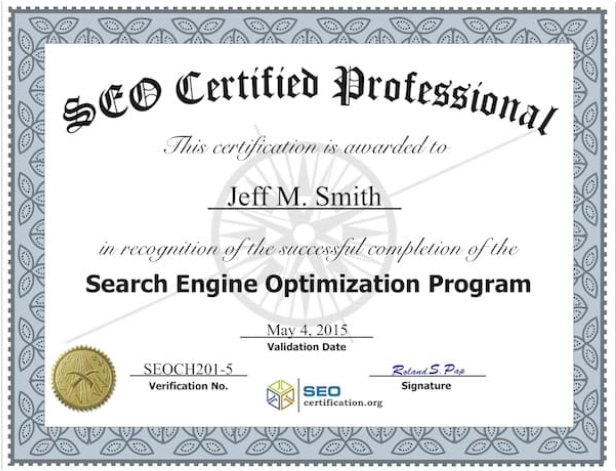 SEO Certified Professional
This certification is awarded to
Jeff M. Smith
in recognition of the successful completion of the
Search Engine Optimization Program
May 4, 2015
Validation Date
SEOCH201-5
Verification No.
Roland S. Pap
Signature
SEO
certification.org